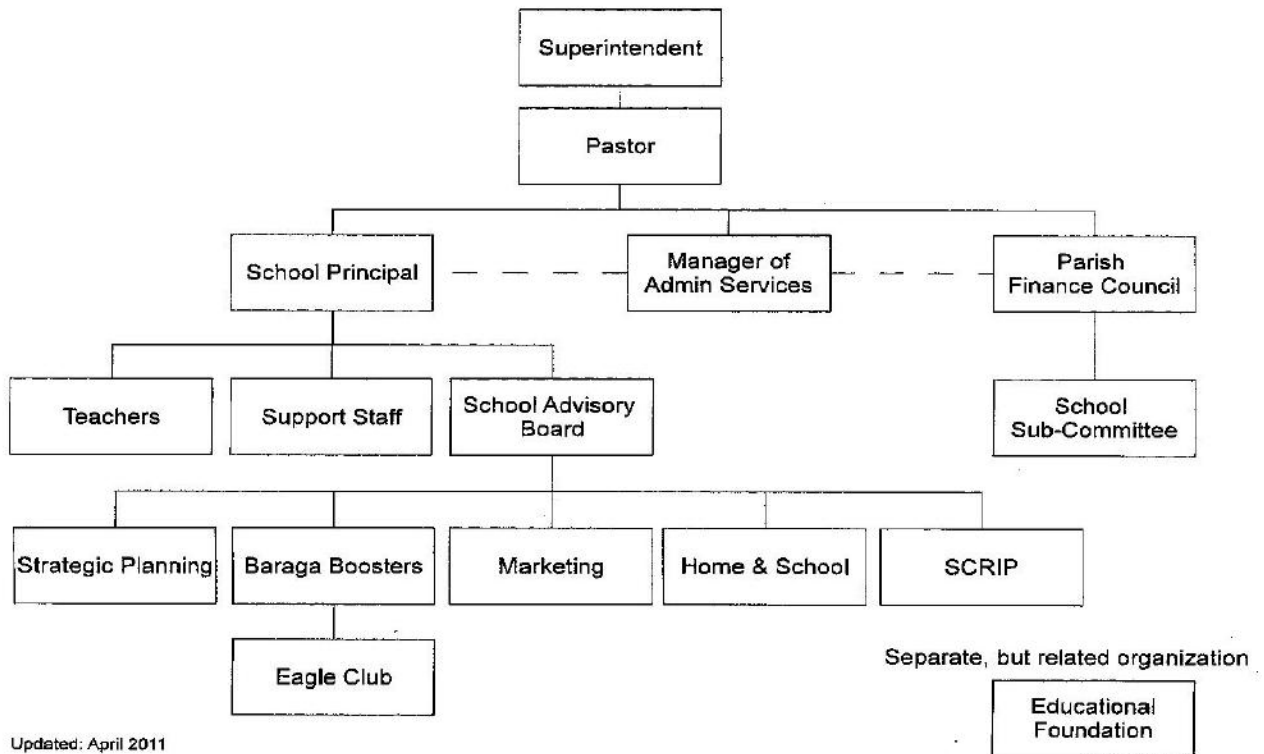 Superintendent
Pastor
School Principal
Manager of
Admin Services
Parish
Finance Council
Teachers
Support Staff
School Advisory
Board
School
Sub-Committee
Strategic Planning
Baraga Boosters
Marketing
Home & School
SCRIP
Eagle Club
Separate, but related organization
Educational
Foundation
Updated: April 2011